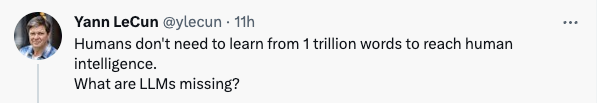 Yann LeCun @ylecun · 11h
Humans don't need to learn from 1 trillion words to reach human
intelligence.
What are LLMs missing?